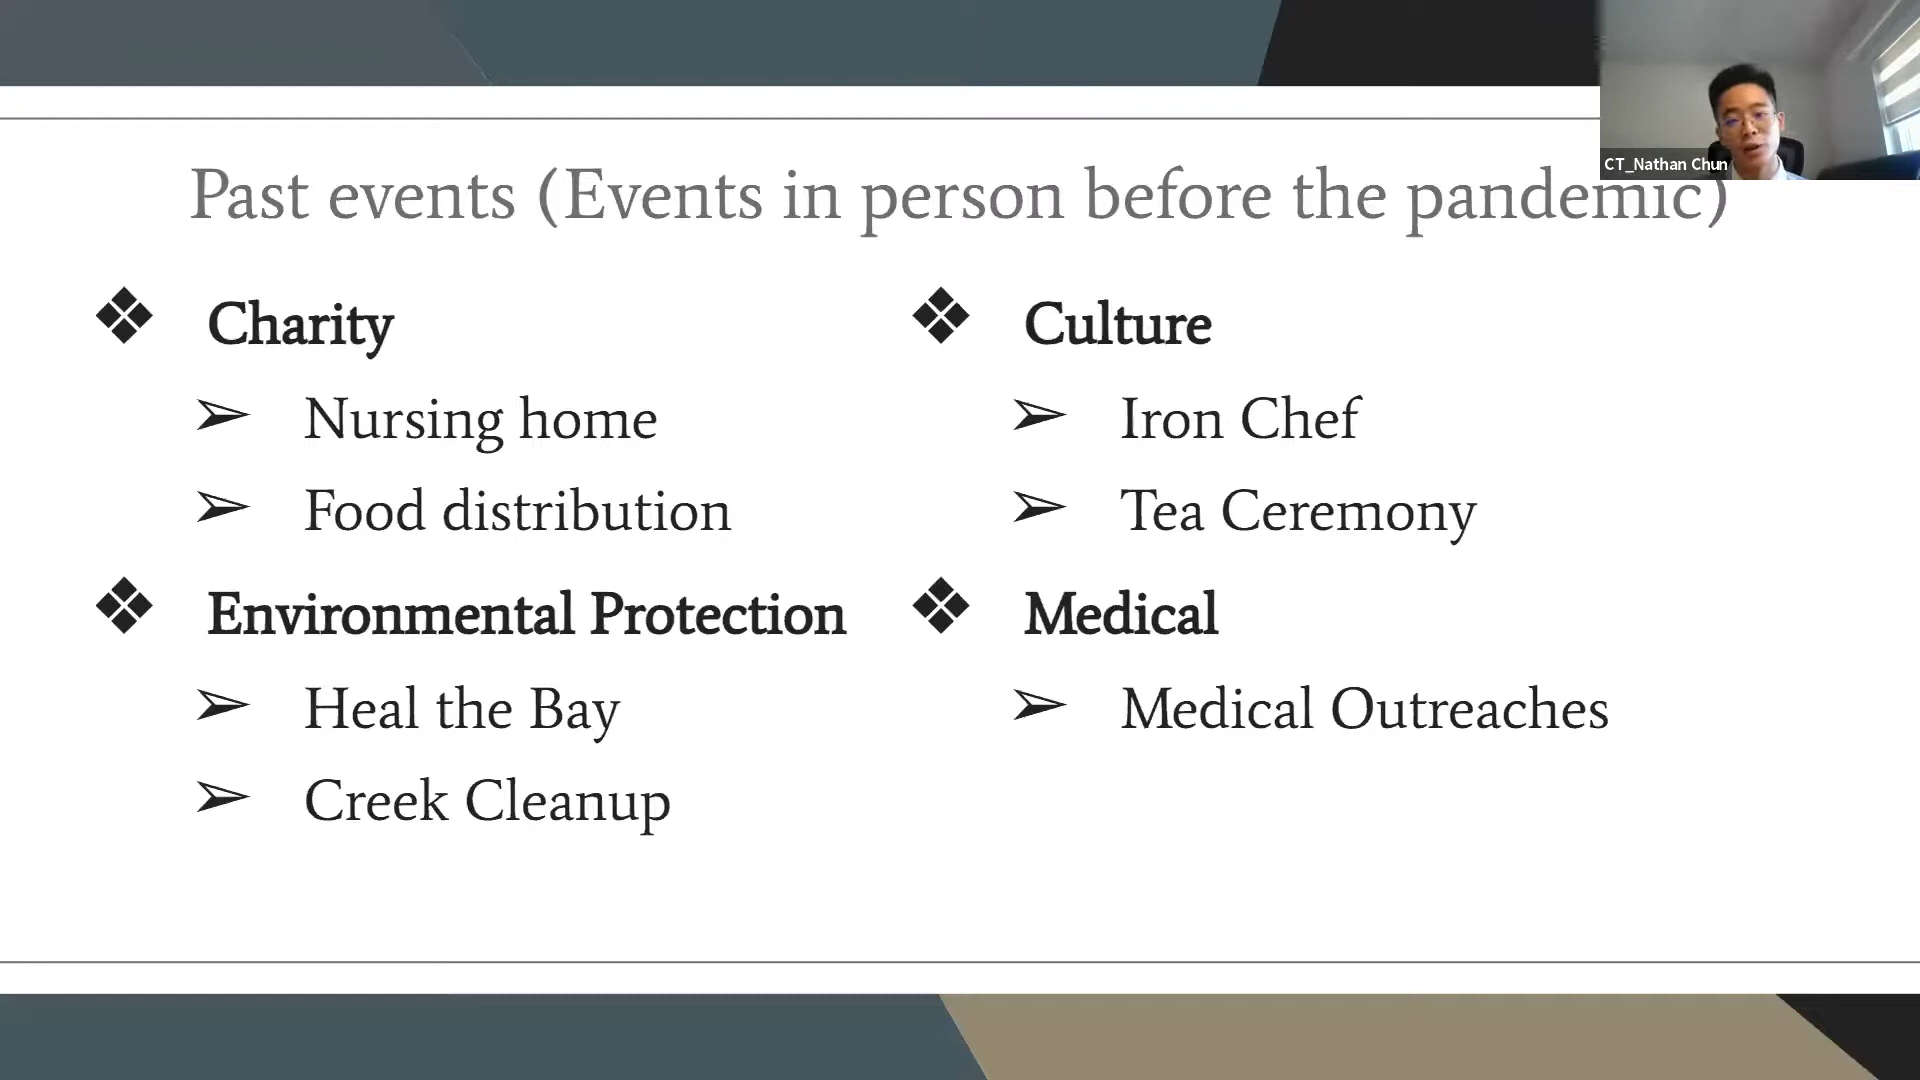 CT_Nathan Chun
Past events (Events in person before the pandemic)
❖ Charity
➢ Nursing home
➢ Food distribution
❖ Environmental Protection
➢ Heal the Bay
➢ Creek Cleanup
❖ Culture
➢ Iron Chef
➢ Tea Ceremony
❖ Medical
➢ Medical Outreaches